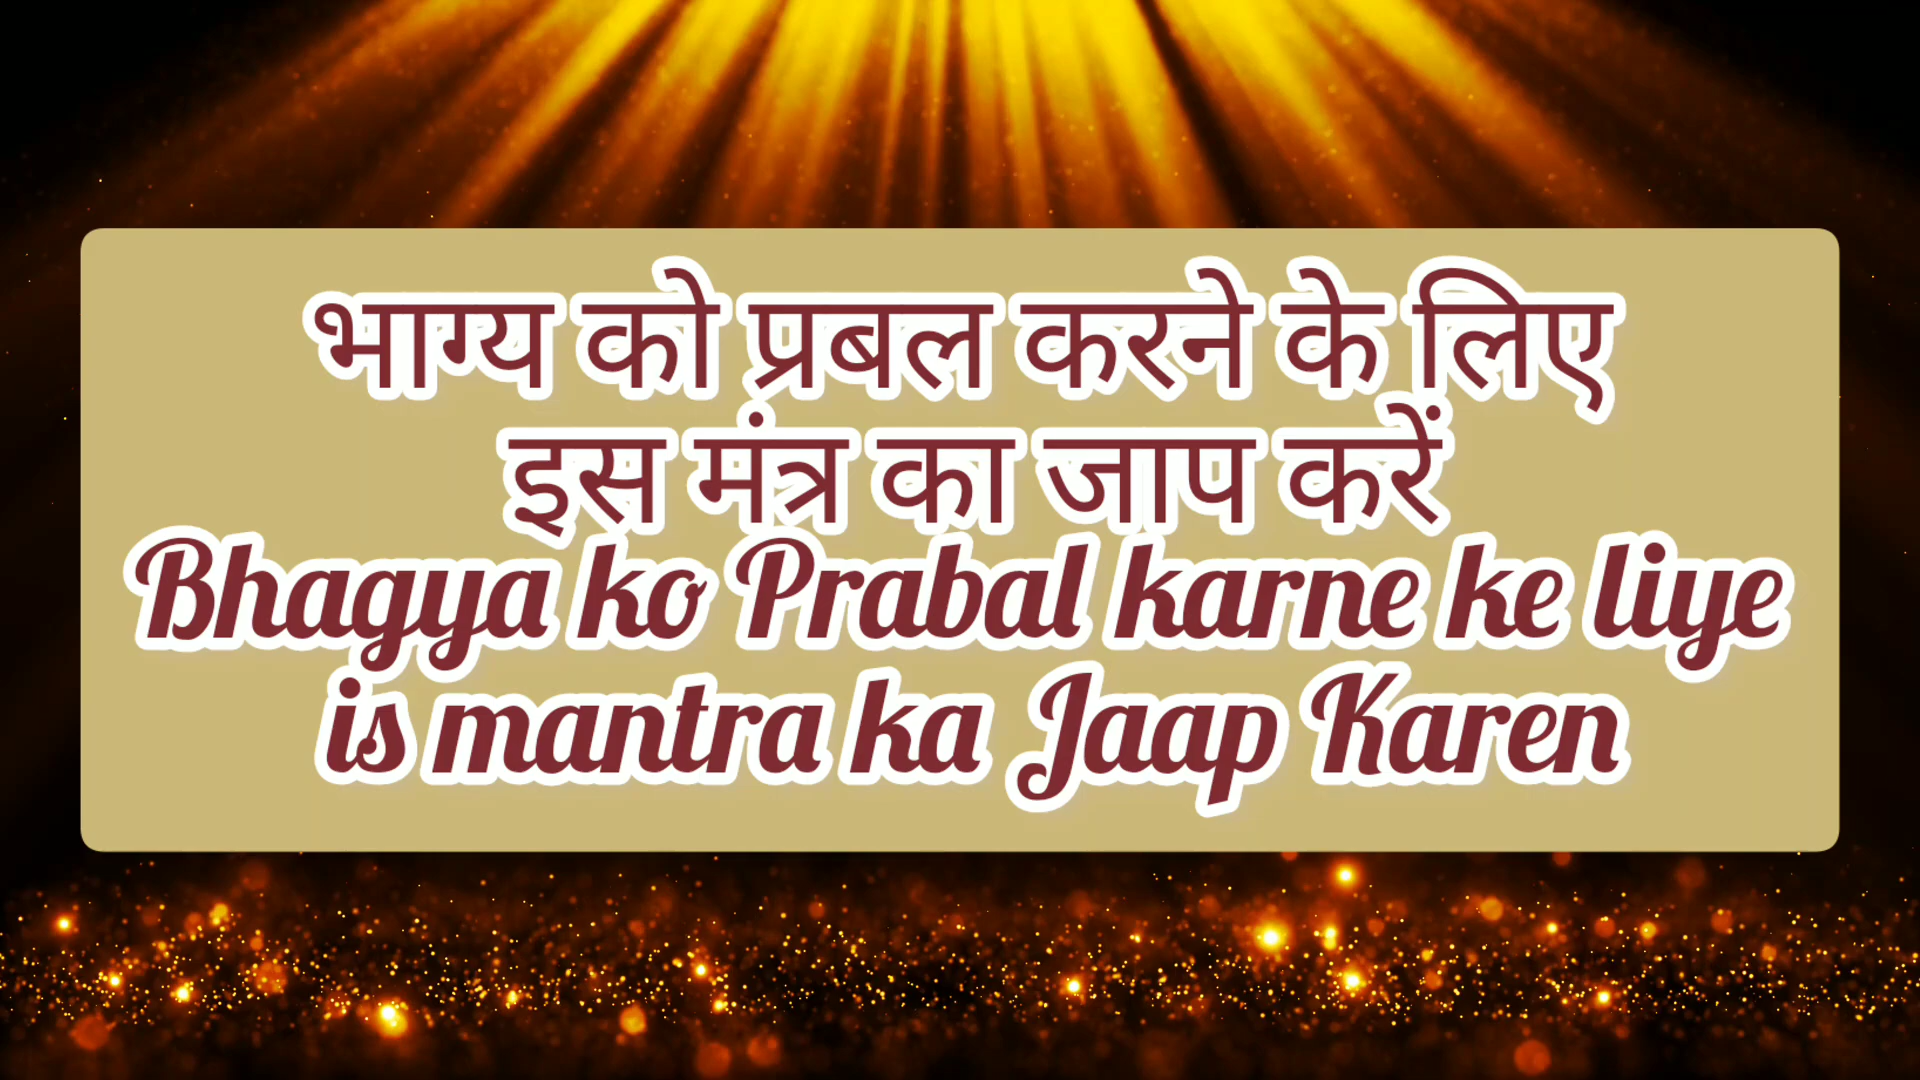 भाग्य को प्रबल करने के लिए
इस मंत्र का जाप करें
Bhagya ko Prabal karne ke liye
is mantra ka Jaap Karen